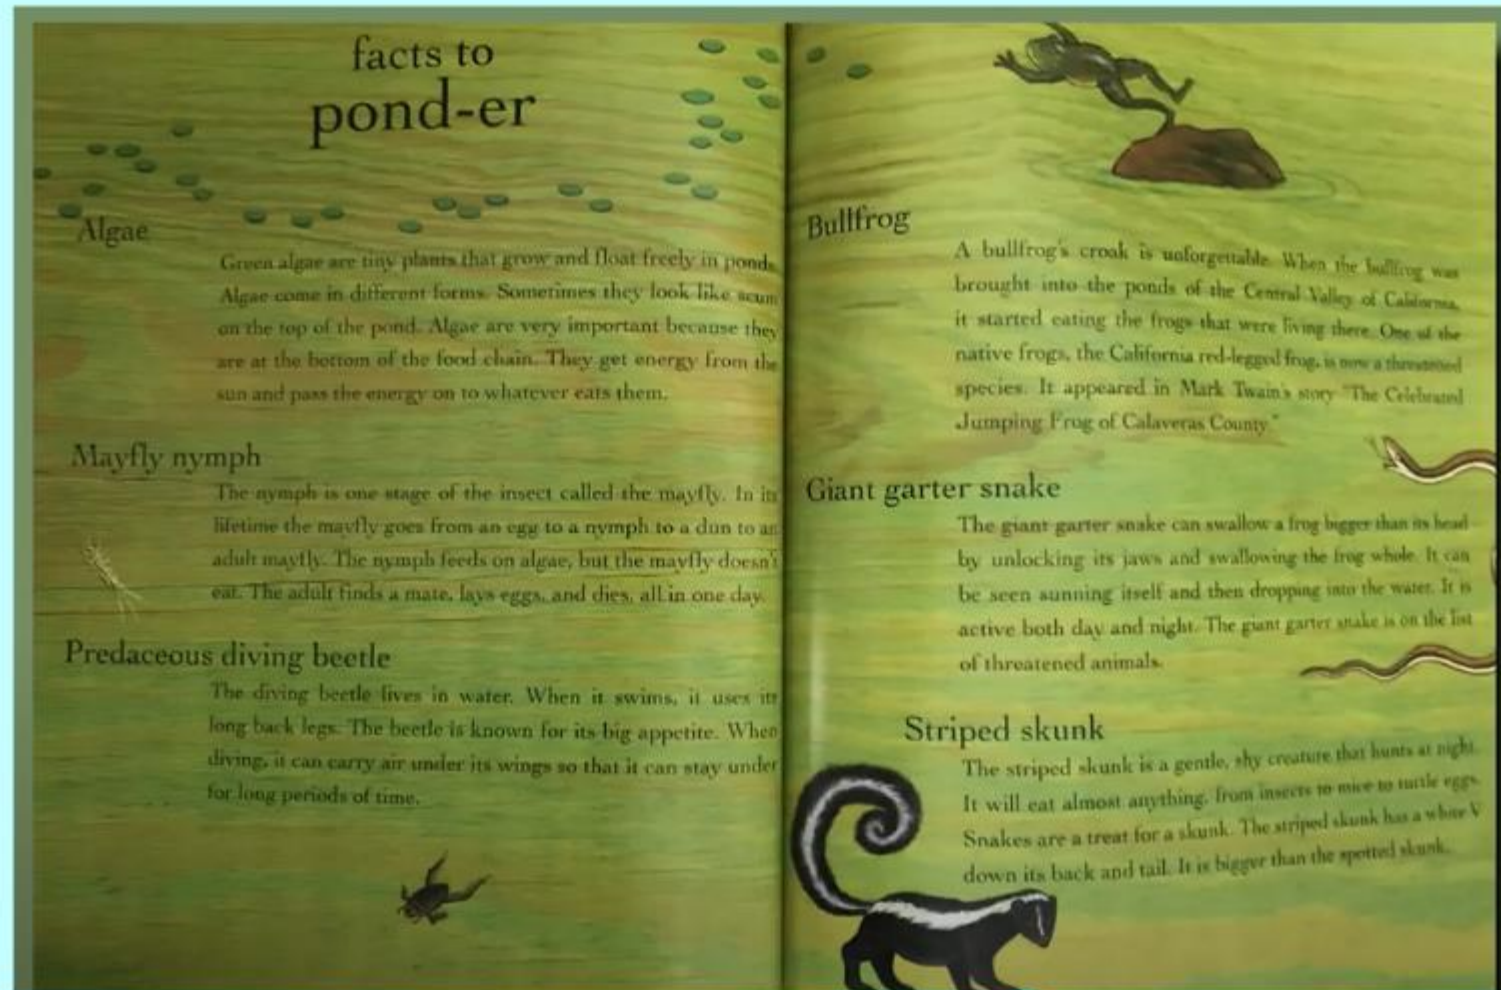 facts to
pond-er
Algae
Green algae are tiny plants that grow and float freely in ponds.
Algae come in different forms. Sometimes they look like scum
on the top of the pond. Algae are very important because they
are at the bottom of the food chain. They get energy from the
sun and pass the energy on to whatever eats them.
Mayfly nymph
The nymph is one stage of the insect called the mayfly. In its
lifetime the mayfly goes from an egg to a nymph to a dun to an
adult mayfly. The nymph feeds on algae, but the mayfly doesn't
eat. The adult finds a mate, lays eggs, and dies, all in one day.
Predaceous diving beetle
The diving beetle lives in water. When it swims, it uses its
long back legs. The beetle is known for its big appetite. When
diving, it can carry air under its wings so that it can stay under
for long periods of time.
Bullfrog
A bullfrog's croak is unforgettable. When the bullfrog was
brought into the ponds of the Central Valley of California,
it started eating the frogs that were living there. One of the
native frogs, the California red-legged frog, is now a threatened
species. It appeared in Mark Twain's story "The Celebrated
Jumping Frog of Calaveras County."
Giant garter snake
The giant garter snake can swallow a frog bigger than its head
by unlocking its jaws and swallowing the frog whole. It can
be seen sunning itself and then dropping into the water. It is
active both day and night. The giant garter snake is on the list
of threatened animals.
Striped skunk
The striped skunk is a gentle, shy creature that hunts at night.
It will eat almost anything, from insects to mice to turtle eggs.
Snakes are a treat for a skunk. The striped skunk has a white V
down its back and tail. It is bigger than the spotted skunk.